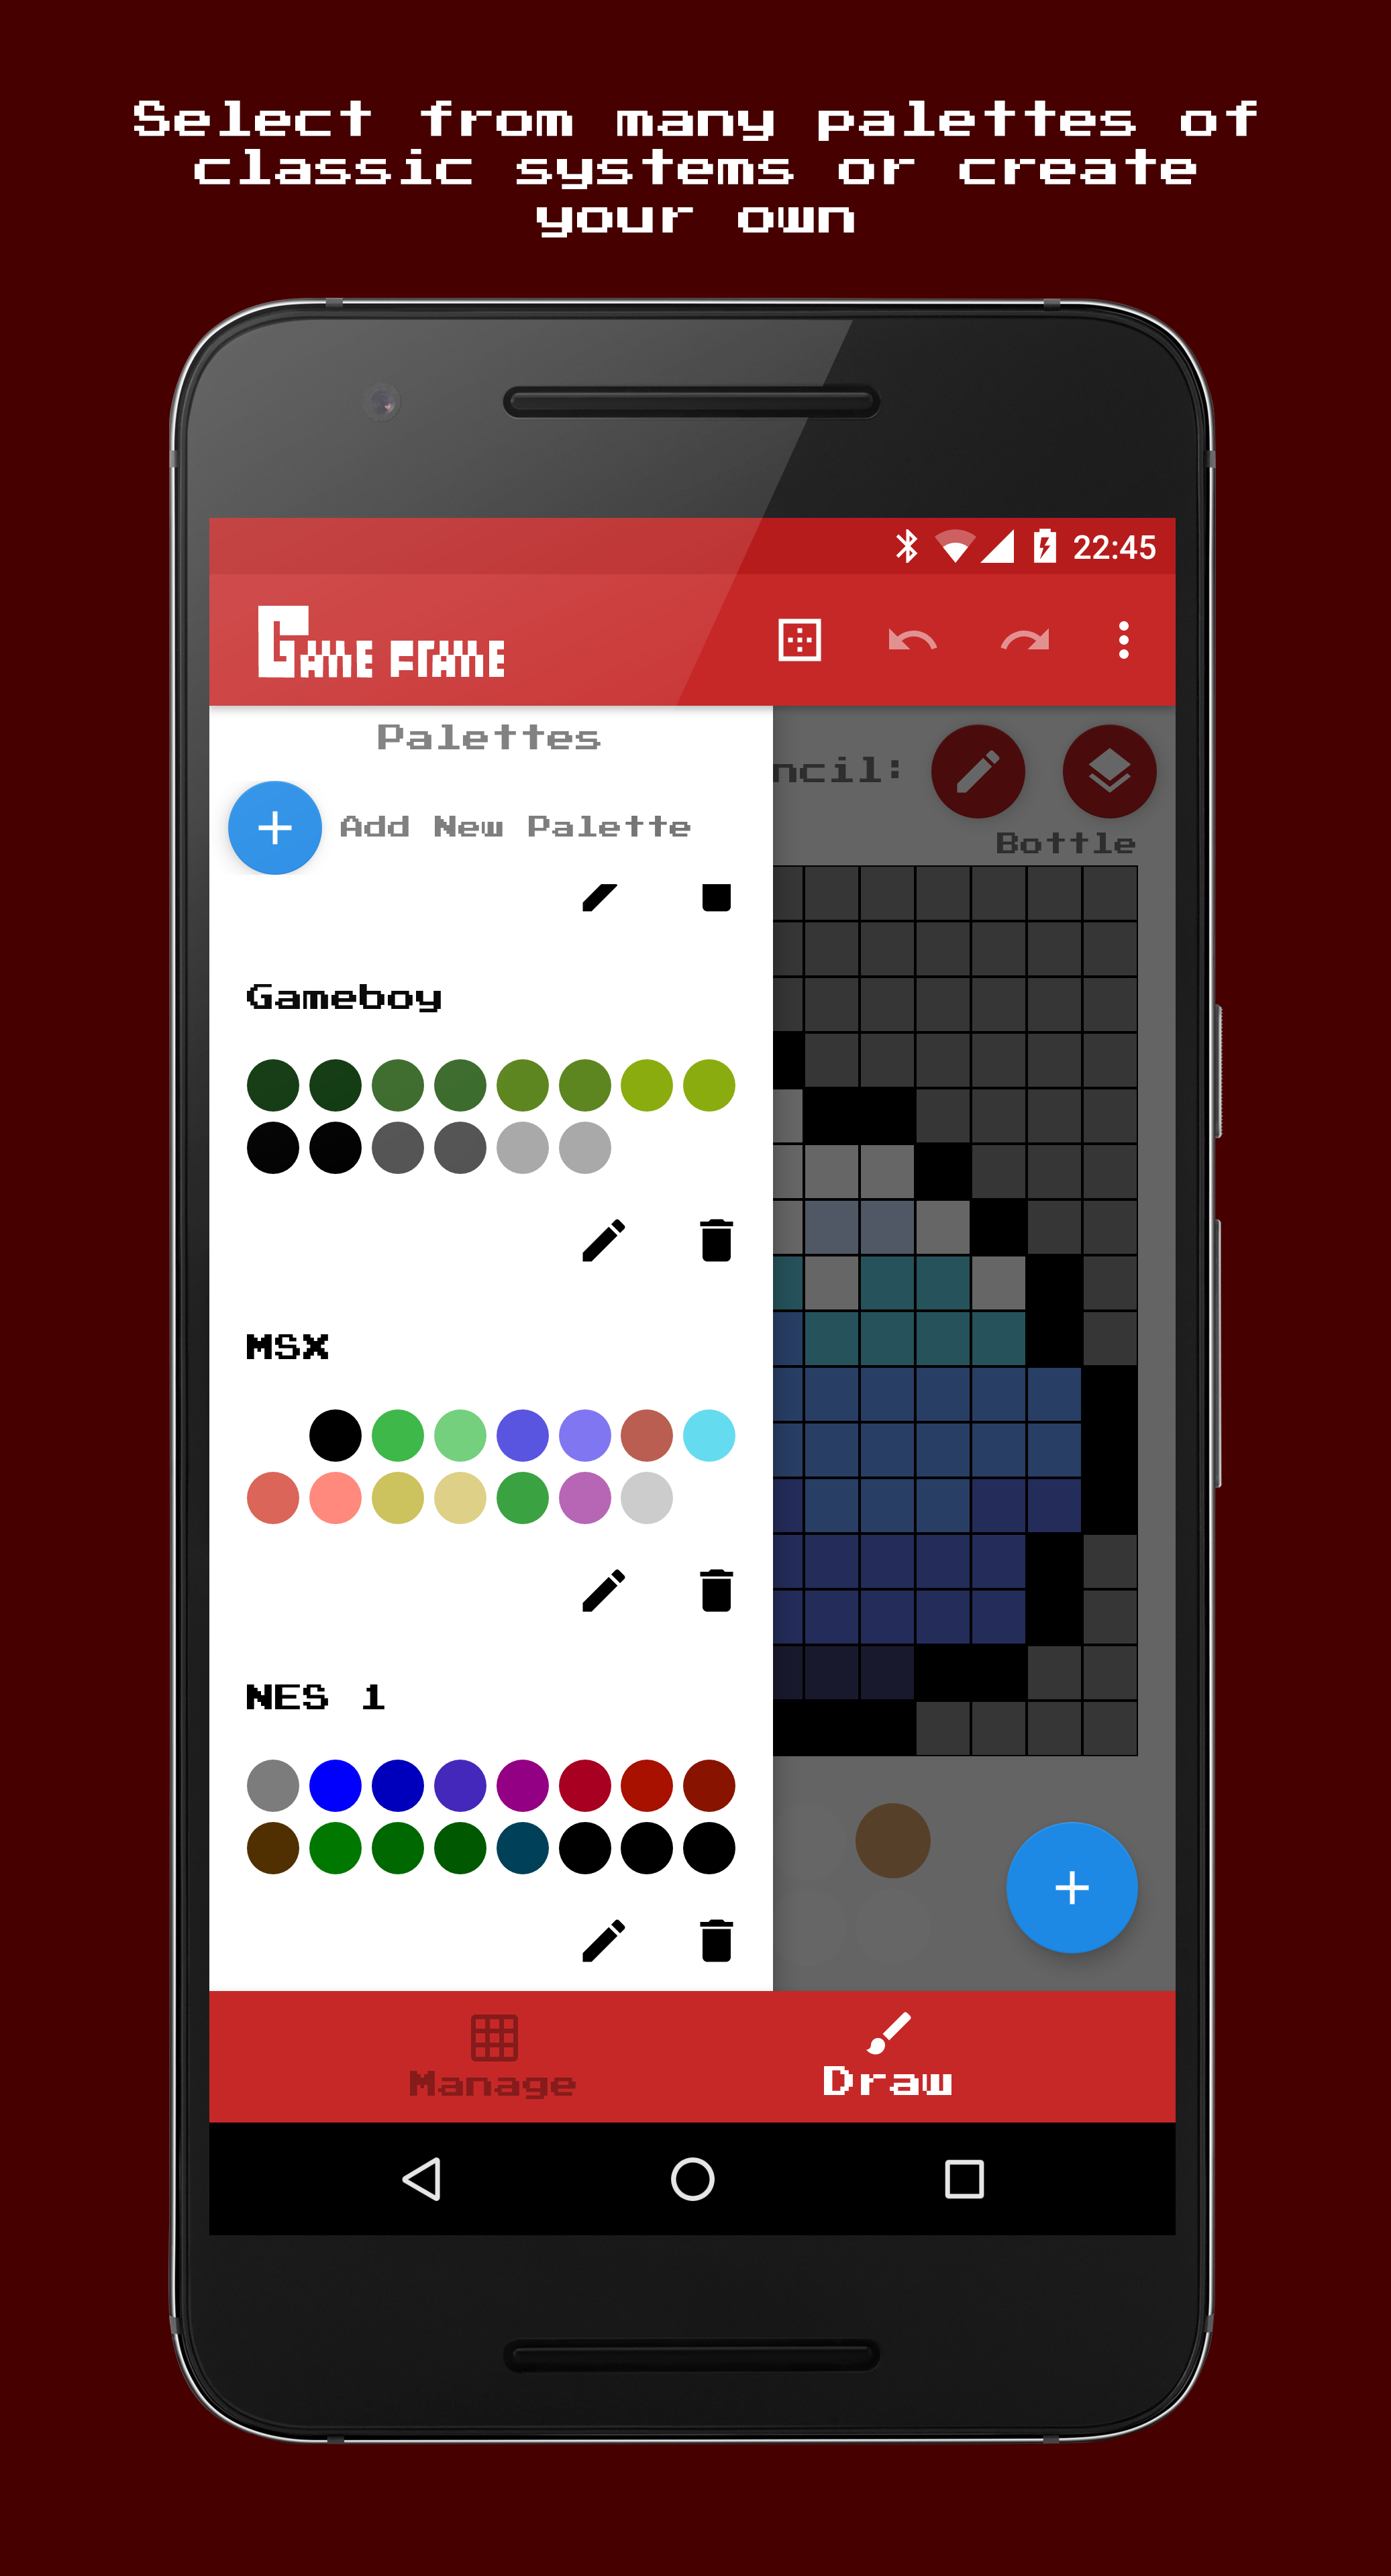 Select from many palettes of
classic systems or create
your own
22:45
Game Frame
Palettes
ncil:
Add New Palette
Bottle
Gameboy
MSX
NES 1
Manage
Draw